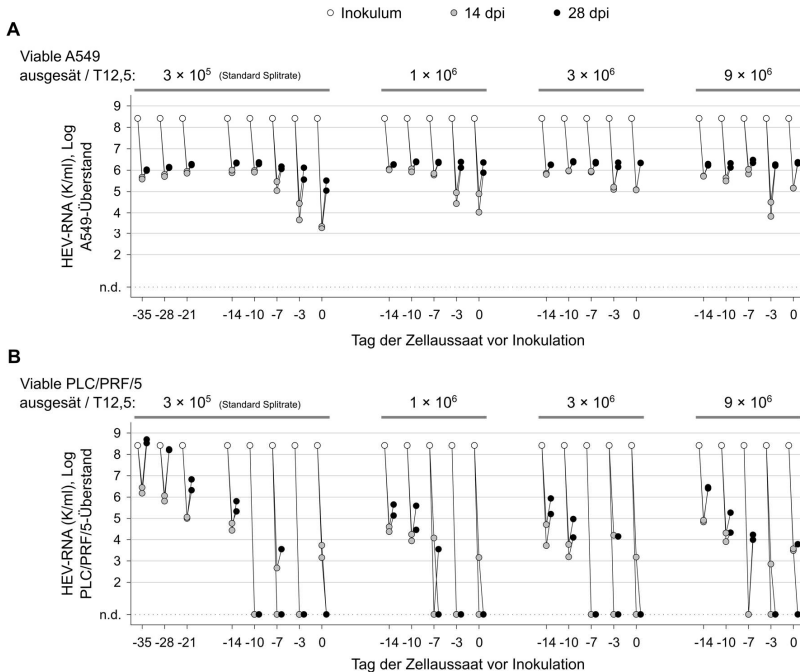 Inokulum 14 dpi 28 dpi
A
Viable A549
ausgesät / T12,5: 3 × 10⁵ (Standard Splitrate) 1 × 10⁶ 3 × 10⁶ 9 × 10⁶
HEV-RNA (K/ml), Log
A549-Überstand
9
8
7
6
5
4
3
2
n.d.
-35 -28 -21 -14 -10 -7 -3 0 -14 -10 -7 -3 0 -14 -10 -7 -3 0 -14 -10 -7 -3 0
Tag der Zellaussaat vor Inokulation
B
Viable PLC/PRF/5
ausgesät / T12,5: 3 × 10⁵ (Standard Splitrate) 1 × 10⁶ 3 × 10⁶ 9 × 10⁶
HEV-RNA (K/ml), Log
PLC/PRF/5-Überstand
9
8
7
6
5
4
3
2
n.d.
-35 -28 -21 -14 -10 -7 -3 0 -14 -10 -7 -3 0 -14 -10 -7 -3 0 -14 -10 -7 -3 0
Tag der Zellaussaat vor Inokulation